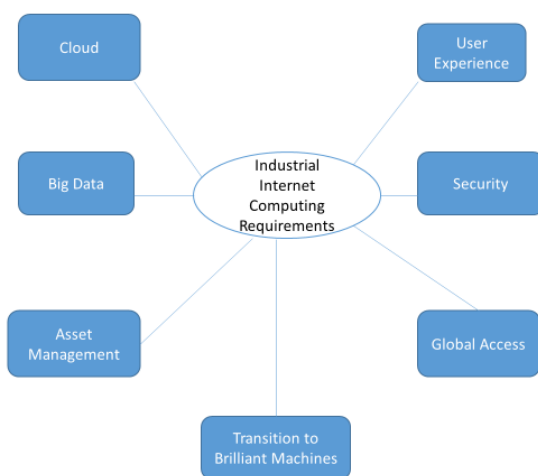 Cloud
User
Experience
Industrial
Internet
Computing
Requirements
Big Data
Security
Asset
Management
Global Access
Transition to
Brilliant Machines